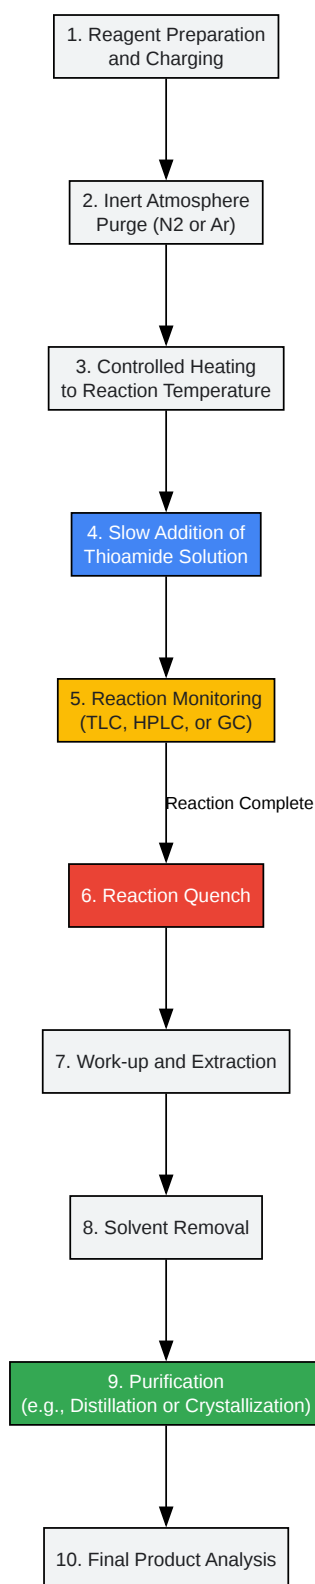 1. Reagent Preparation
and Charging
2. Inert Atmosphere
Purge (N2 or Ar)
3. Controlled Heating
to Reaction Temperature
4. Slow Addition of
Thioamide Solution
5. Reaction Monitoring
(TLC, HPLC, or GC)
Reaction Complete
6. Reaction Quench
7. Work-up and Extraction
8. Solvent Removal
9. Purification
(e.g., Distillation or Crystallization)
10. Final Product Analysis